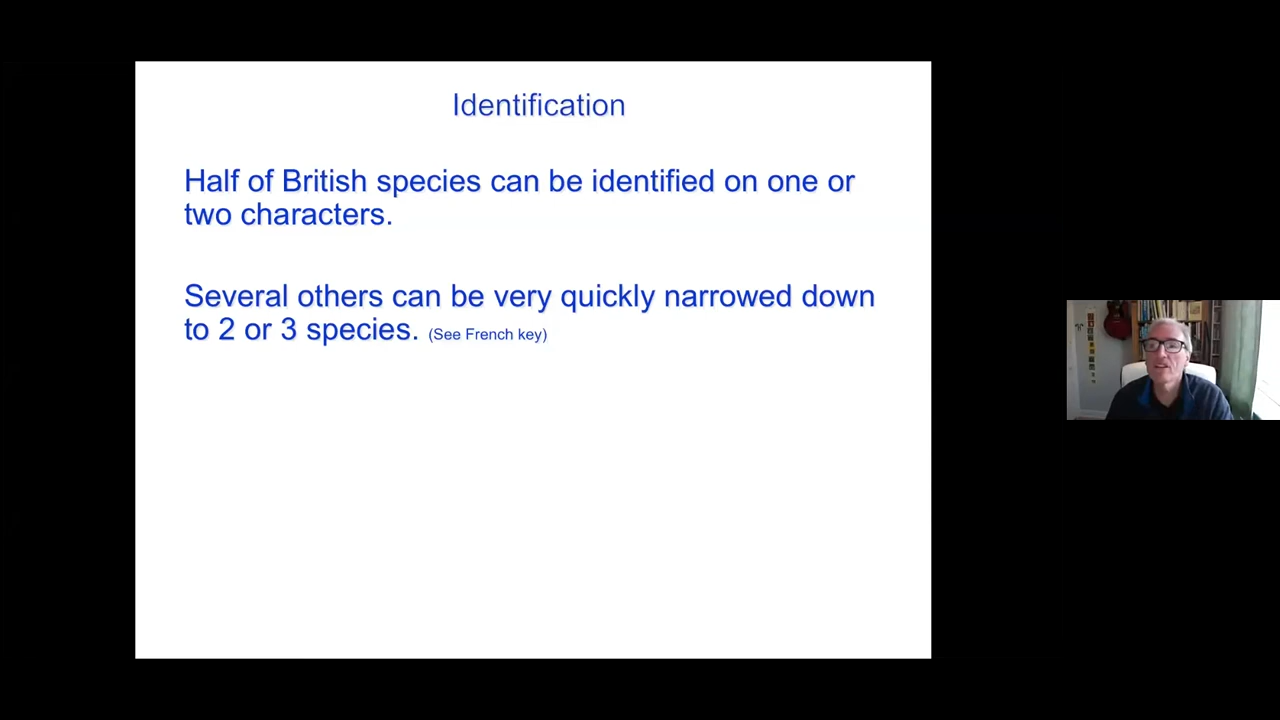 Identification
Half of British species can be identified on one or
two characters.
Several others can be very quickly narrowed down
to 2 or 3 species. (See French key)